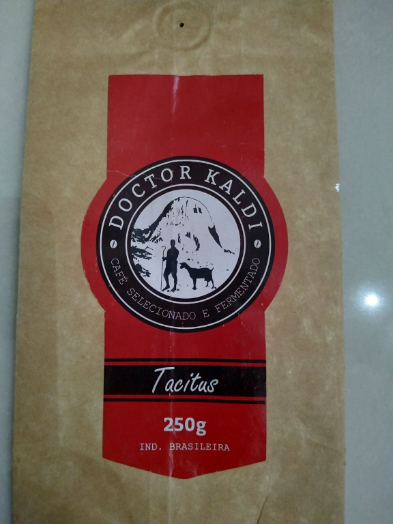 DOCTOR KALDI
CAFÉ SELECIONADO E FERMENTADO
Tacitus
250g
IND. BRASILEIRA